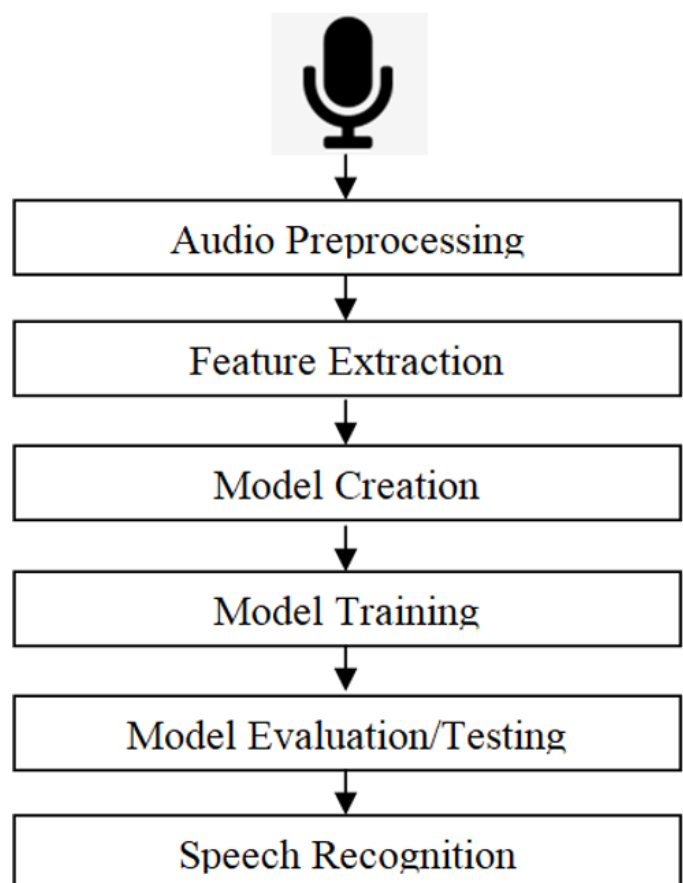 Audio Preprocessing
Feature Extraction
Model Creation
Model Training
Model Evaluation/Testing
Speech Recognition